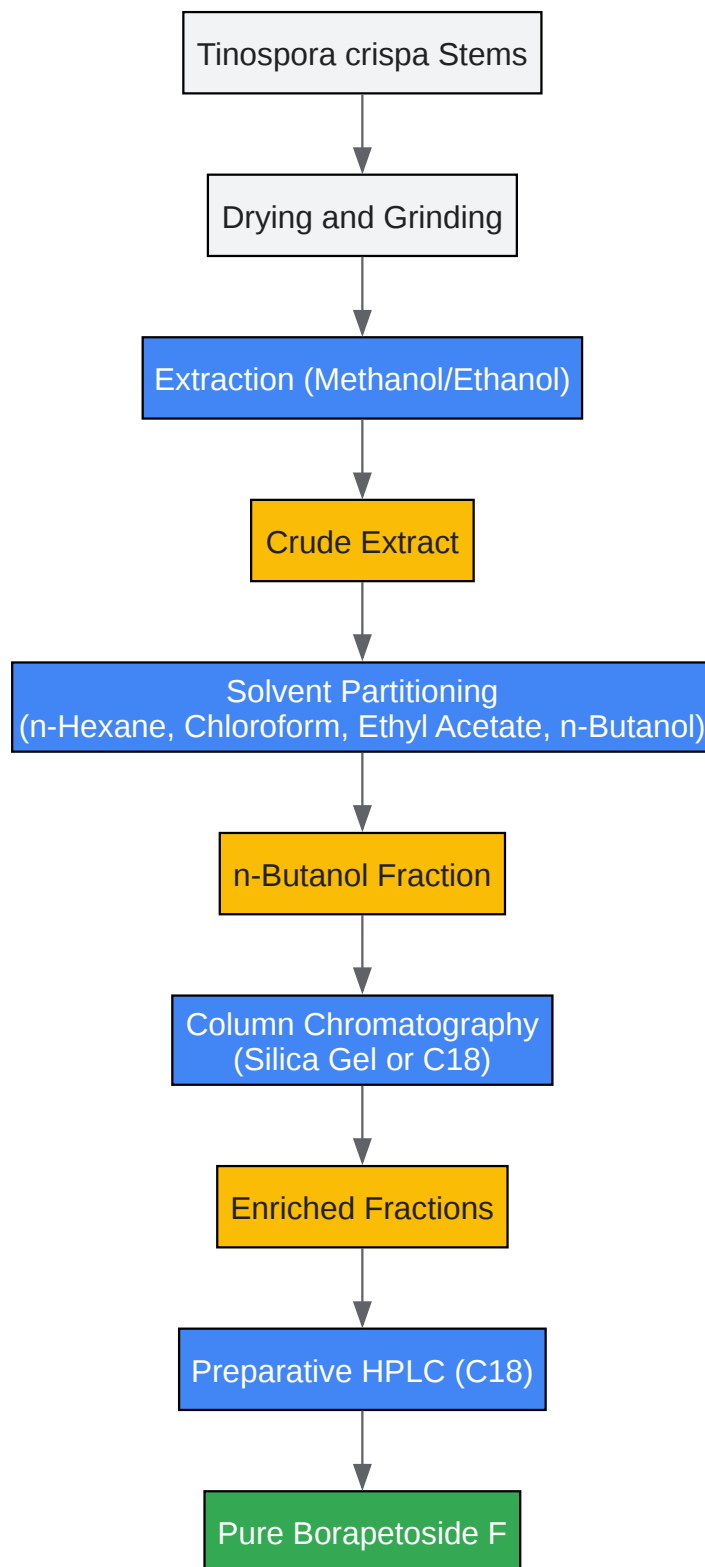 Tinospora crispa Stems
Drying and Grinding
Extraction (Methanol/Ethanol)
Crude Extract
Solvent Partitioning
(n-Hexane, Chloroform, Ethyl Acetate, n-Butanol)
n-Butanol Fraction
Column Chromatography
(Silica Gel or C18)
Enriched Fractions
Preparative HPLC (C18)
Pure Borapetoside F